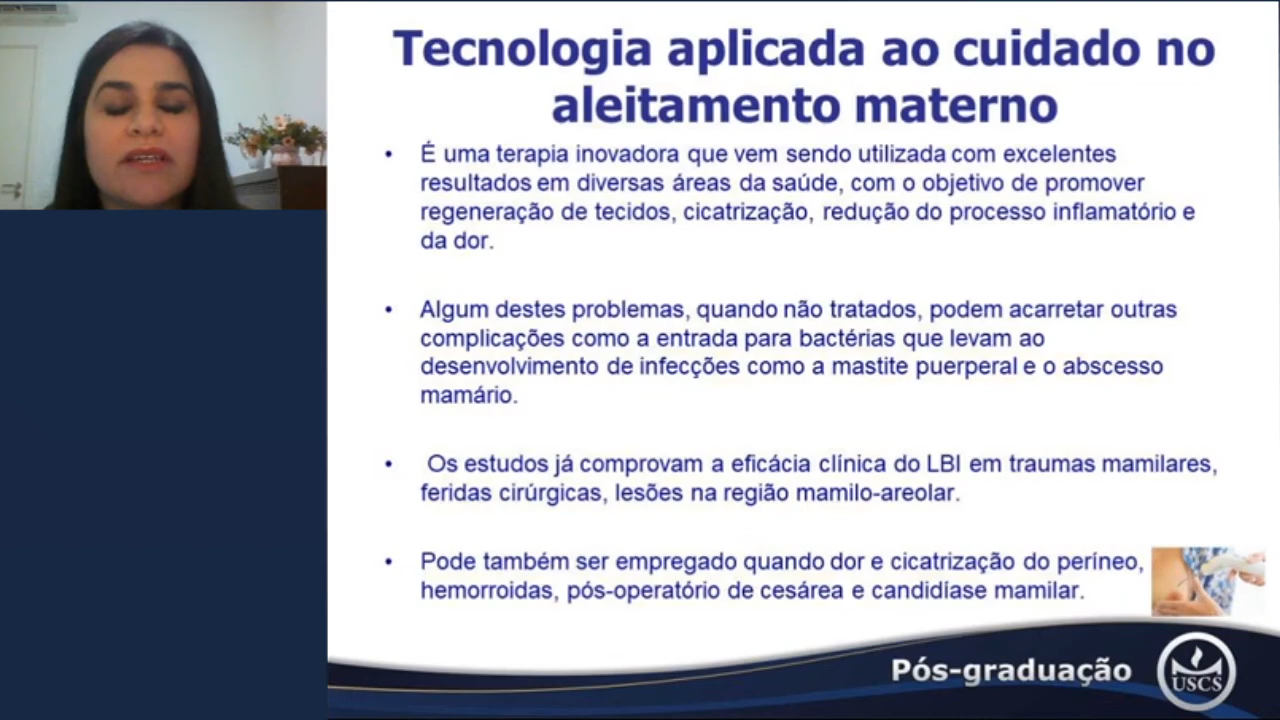 Tecnologia aplicada ao cuidado no
aleitamento materno
• É uma terapia inovadora que vem sendo utilizada com excelentes
resultados em diversas áreas da saúde, com o objetivo de promover
regeneração de tecidos, cicatrização, redução do processo inflamatório e
da dor.
• Algum destes problemas, quando não tratados, podem acarretar outras
complicações como a entrada para bactérias que levam ao
desenvolvimento de infecções como a mastite puerperal e o abscesso
mamário.
• Os estudos já comprovam a eficácia clínica do LBI em traumas mamilares,
feridas cirúrgicas, lesões na região mamilo-areolar.
• Pode também ser empregado quando dor e cicatrização do períneo,
hemorroidas, pós-operatório de cesárea e candidíase mamilar.
Pós-graduação
USCS